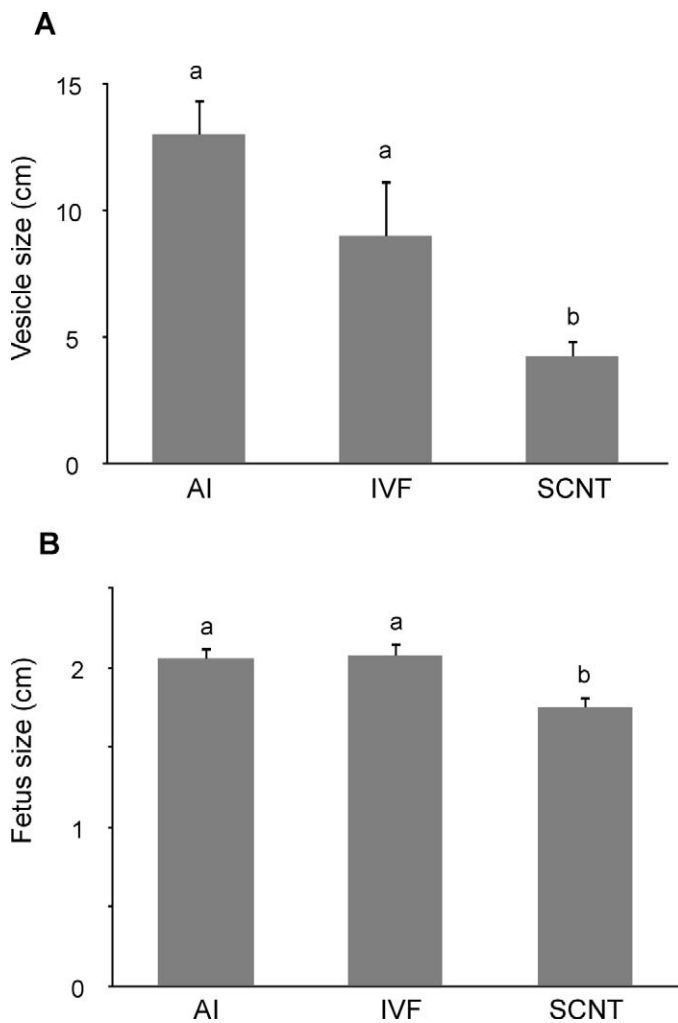 A
Vesicle size (cm)
15
10
5
0
a
a
b
AI IVF SCNT
B
Fetus size (cm)
2
1
0
a
a
b
AI IVF SCNT